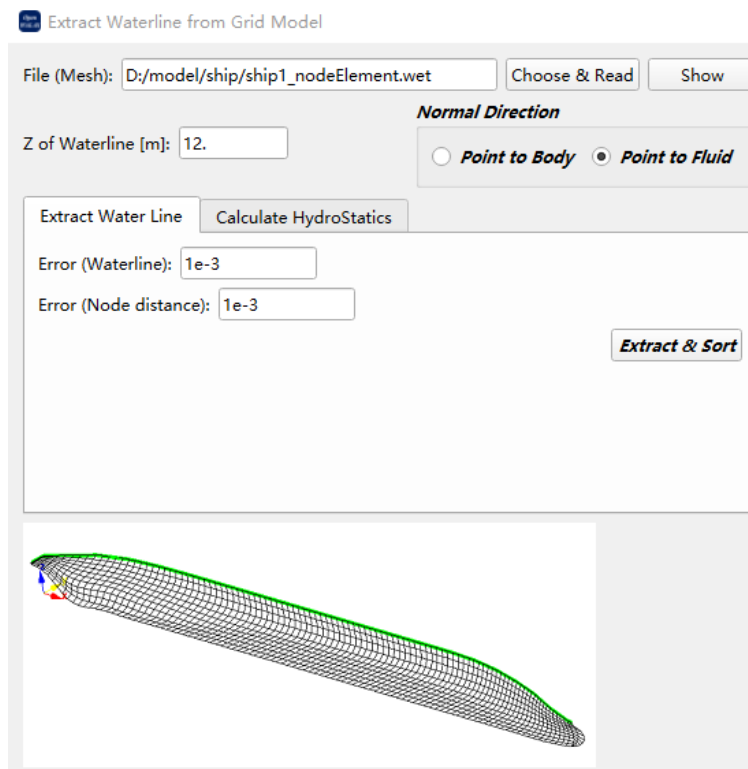 Extract Waterline from Grid Model
File (Mesh): D:/model/ship/ship1_nodeElement.wet Choose & Read Show
Normal Direction
Z of Waterline [m]: 12. Point to Body Point to Fluid
Extract Water Line Calculate HydroStatics
Error (Waterline): 1e-3
Error (Node distance): 1e-3
Extract & Sort